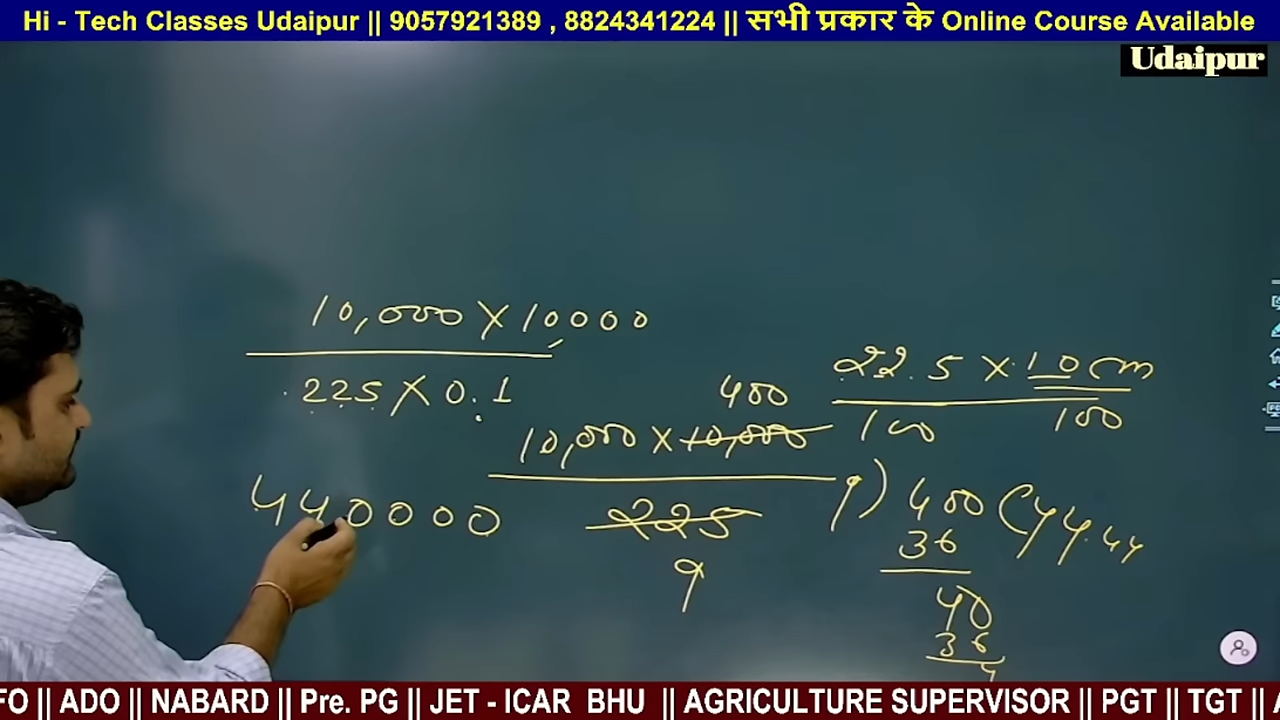 Hi - Tech Classes Udaipur || 9057921389 , 8824341224 || सभी प्रकार के Online Course Available
Udaipur
10,000 X 10000
225 X 0.1
22.5 X 10cm
100 100
400
10,000 X 10,000
225
9
440000
9) 400 (44.44
36
40
36
4
FO || ADO || NABARD || Pre. PG || JET - ICAR BHU || AGRICULTURE SUPERVISOR || PGT || TGT ||